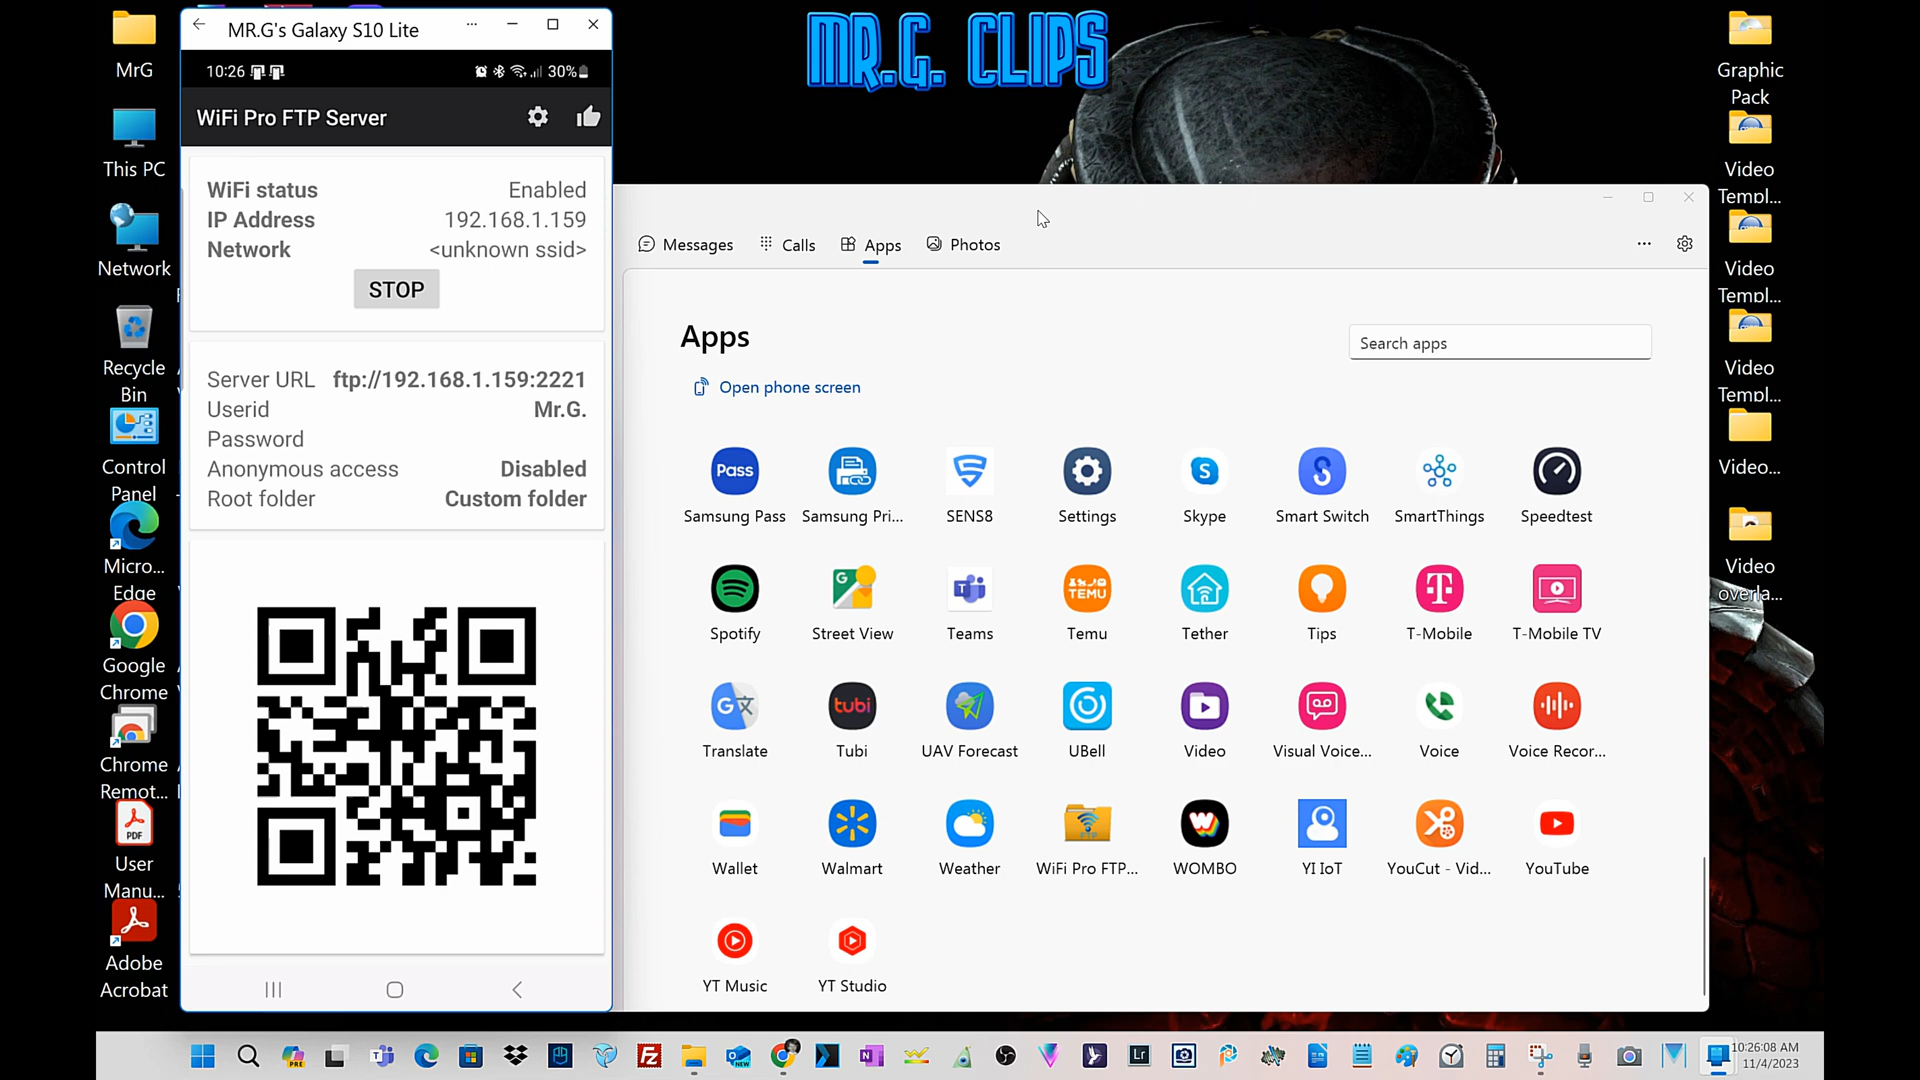 MR.G. CLIPS
MrG
This PC
Network
Recycle
Bin
Control
Panel
Micro...
Edge
Google
Chrome
Chrome
Remot...
PDF
User
Manu...
Adobe
Acrobat
MR.G's Galaxy S10 Lite
10:26
30%
WiFi Pro FTP Server
WiFi status Enabled
IP Address 192.168.1.159
Network <unknown ssid>
STOP
Server URL ftp://192.168.1.159:2221
Userid Mr.G.
Password
Anonymous access Disabled
Root folder Custom folder
Messages Calls Apps Photos
Apps
Search apps
Open phone screen
Pass
Samsung Pass Samsung Pri... SENS8 Settings Skype Smart Switch SmartThings Speedtest
TEMU
Spotify Street View Teams Temu Tether Tips T-Mobile T-Mobile TV
tubi
Translate Tubi UAV Forecast UBell Video Visual Voice... Voice Voice Recor...
FTP
Wallet Walmart Weather WiFi Pro FTP... WOMBO YI IoT YouCut - Vid... YouTube
YT Music YT Studio
Graphic
Pack
Video
Templ...
Video
Templ...
Video
Templ...
Video...
Video
overla...
PRE
NEW
Lr
10:26:08 AM
11/4/2023